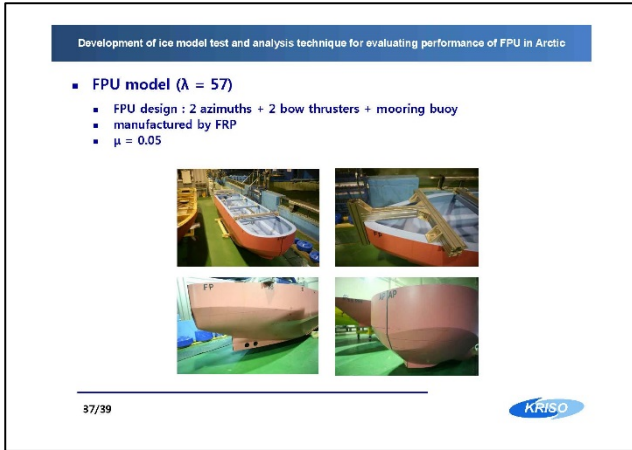 Development of ice model test and analysis technique for evaluating performance of FPU in Arctic
FPU model (λ = 57)
FPU design : 2 azimuths + 2 bow thrusters + mooring buoy
manufactured by FRP
μ = 0.05
FP
AP
37/39
KRISO